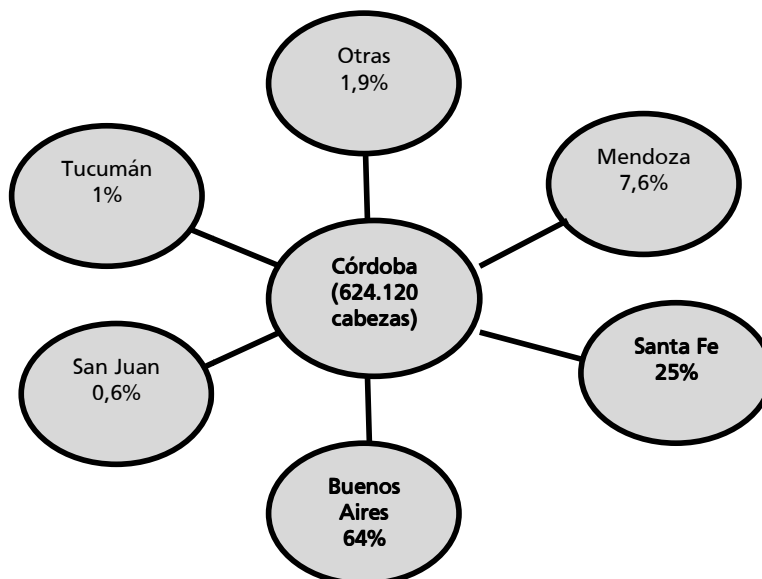 Otras
1,9%
Tucumán
1%
Mendoza
7,6%
Córdoba
(624.120
cabezas)
San Juan
0,6%
Santa Fe
25%
Buenos
Aires
64%